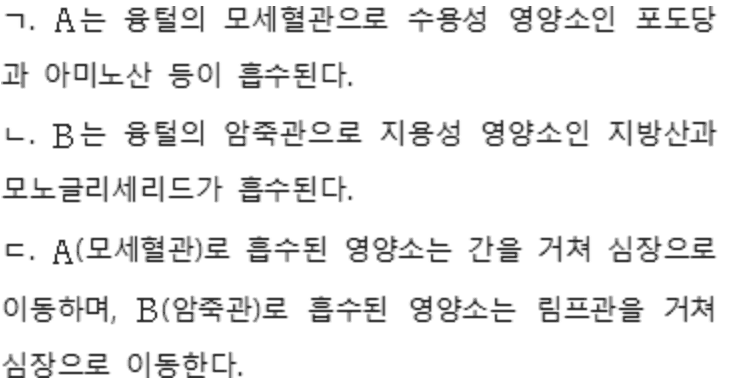 ㄱ. A는 융털의 모세혈관으로 수용성 영양소인 포도당
과 아미노산 등이 흡수된다.
ㄴ. B는 융털의 암죽관으로 지용성 영양소인 지방산과
모노글리세리드가 흡수된다.
ㄷ. A(모세혈관)로 흡수된 영양소는 간을 거쳐 심장으로
이동하며, B(암죽관)로 흡수된 영양소는 림프관을 거쳐
심장으로 이동한다.